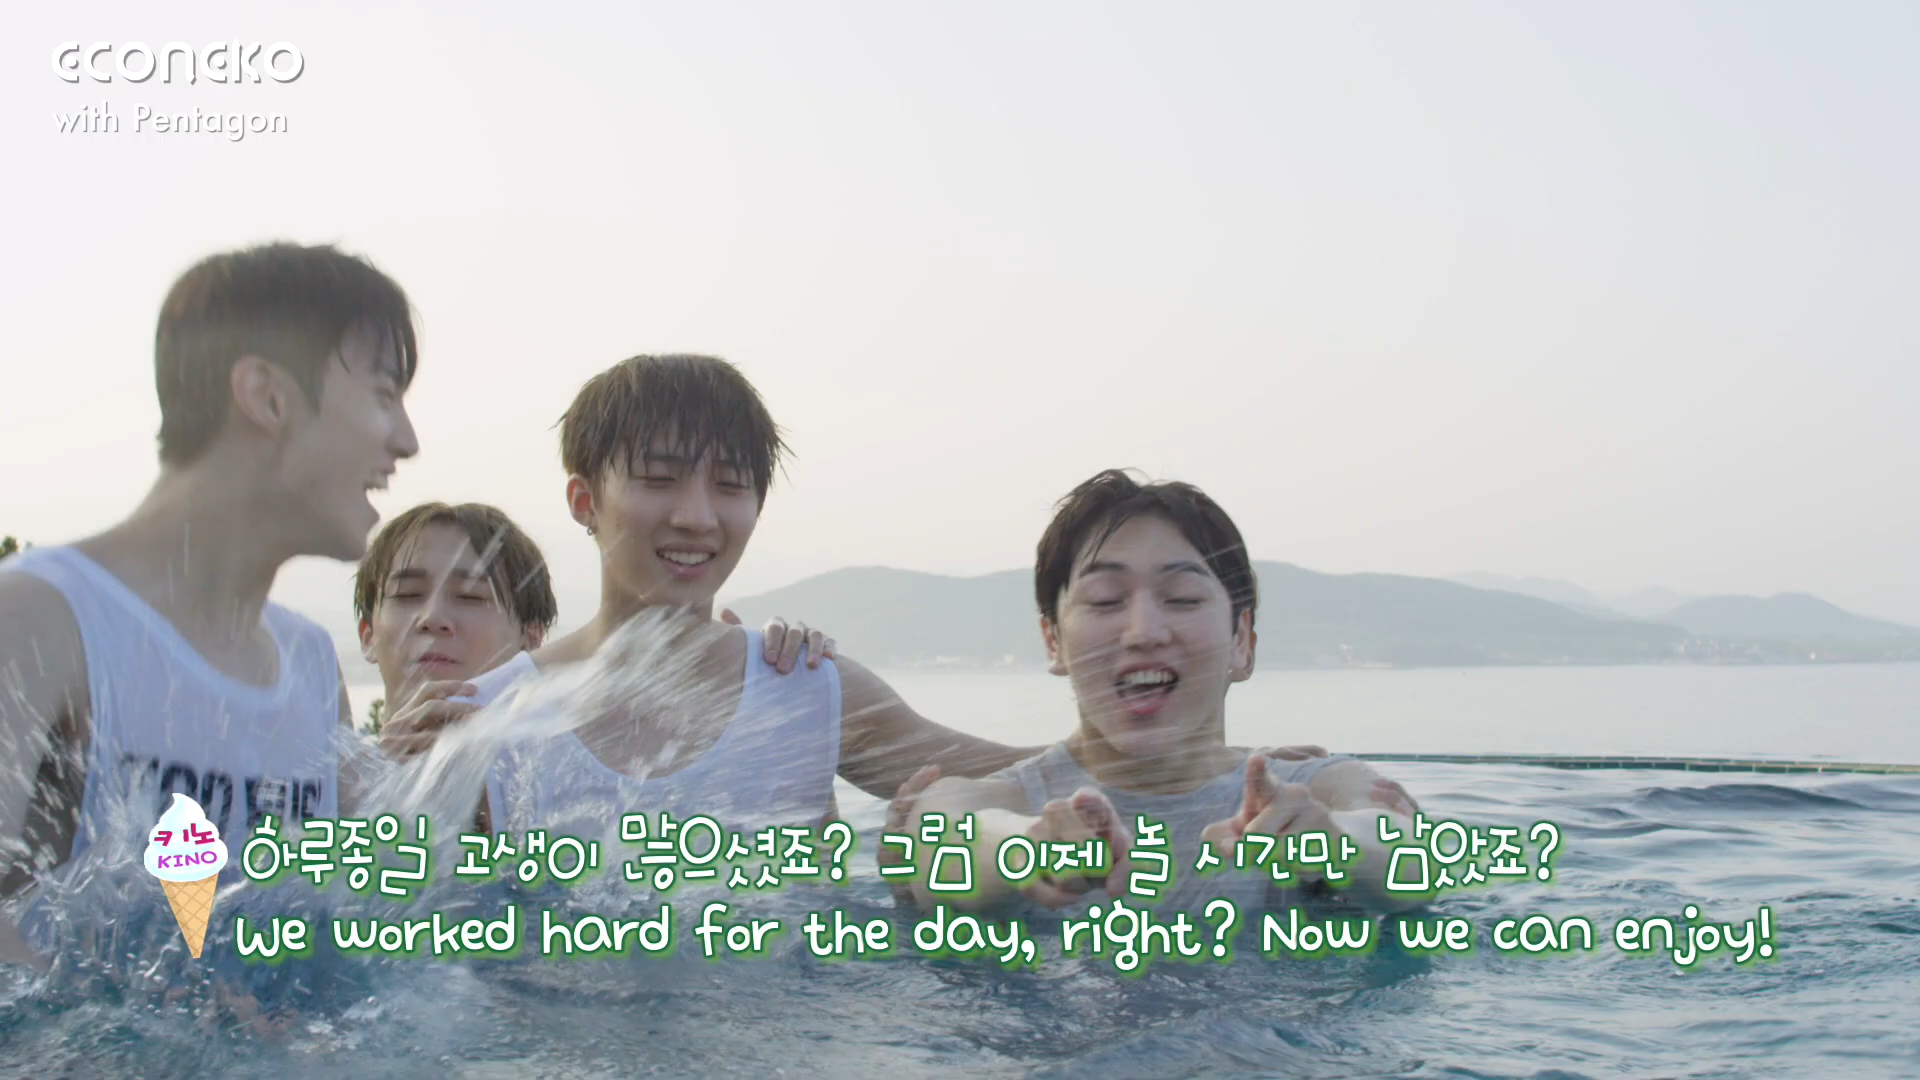 econeko
with Pentagon
키노
KINO
하루종일 고생이 많으셨죠? 그럼 이제 놀 시간만 남았죠?
We worked hard for the day, right? Now we can enjoy!